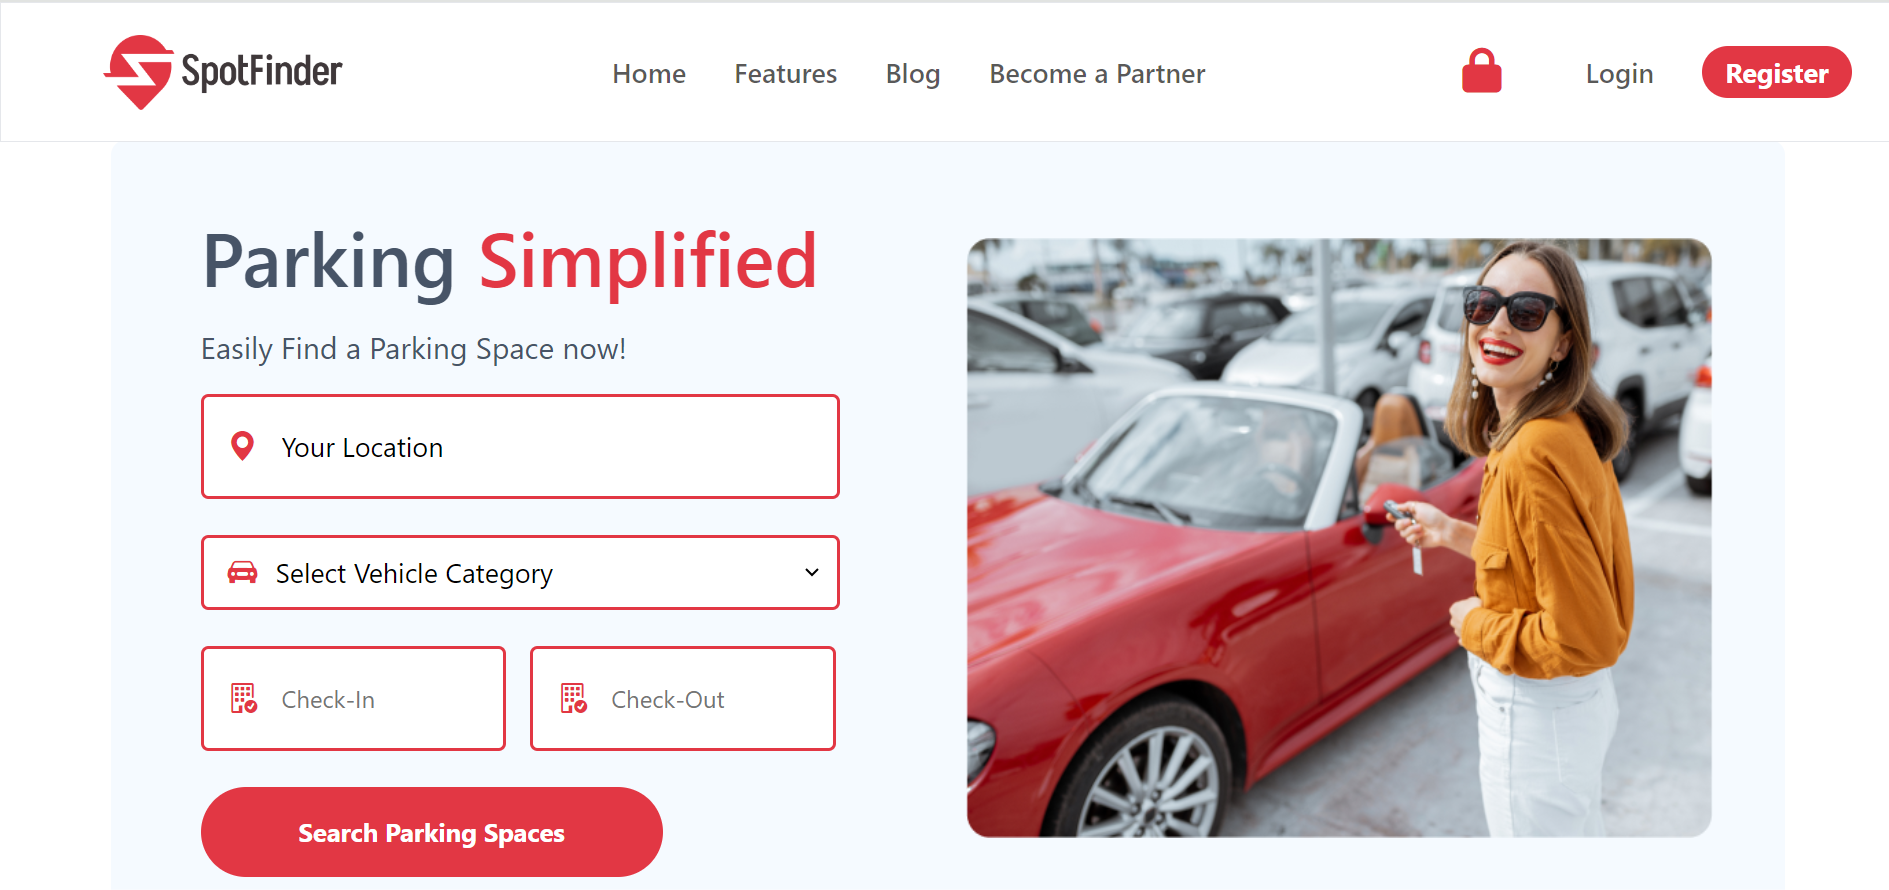 SpotFinder
Home Features Blog Become a Partner
Login
Register
Parking Simplified
Easily Find a Parking Space now!
Your Location
Select Vehicle Category
Check-In
Check-Out
Search Parking Spaces